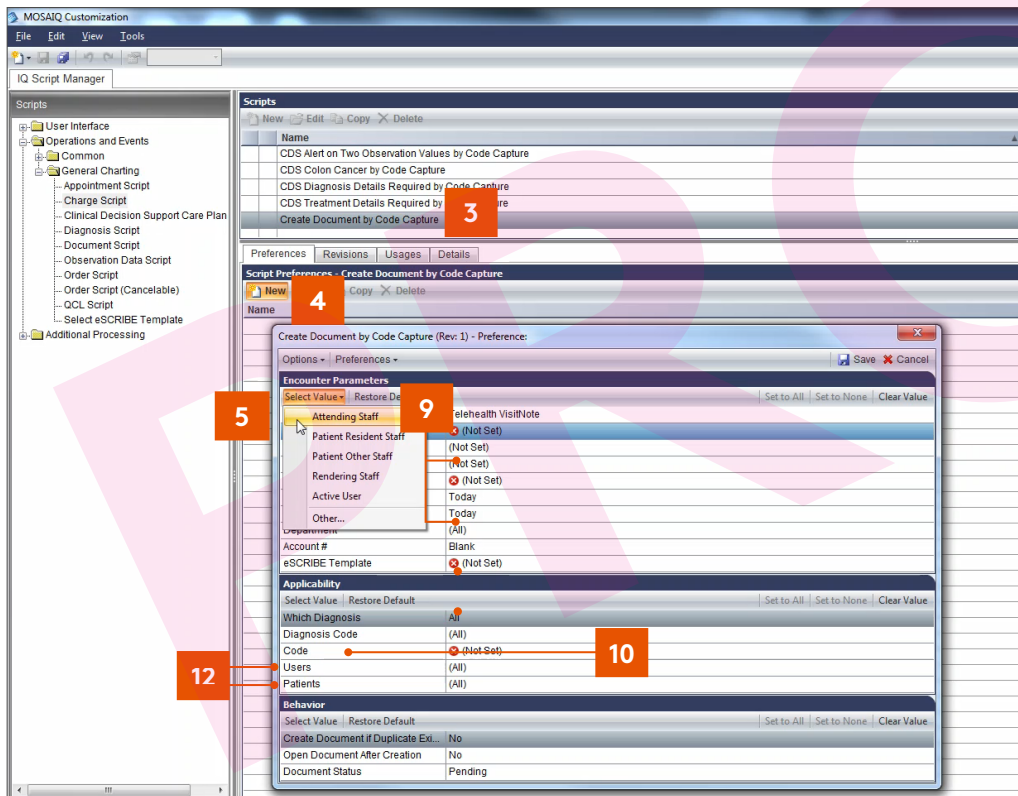 MOSAIQ Customization
File Edit View Tools
IQ Script Manager
Scripts
User Interface
Operations and Events
Common
General Charting
Appointment Script
Charge Script
Clinical Decision Support Care Plan
Diagnosis Script
Document Script
Observation Data Script
Order Script
Order Script (Cancelable)
QCL Script
Select eSCRIBE Template
Additional Processing
Scripts
New Edit Copy Delete
Name
CDS Alert on Two Observation Values by Code Capture
CDS Colon Cancer by Code Capture
CDS Diagnosis Details Required by Code Capture
CDS Treatment Details Required by
Create Document by Code Capture
3
Preferences Revisions Usages Details
Script Preferences - Create Document by Code Capture
New Copy Delete
4
Name
Create Document by Code Capture (Rev: 1) - Preference:
Options Preferences Save Cancel
Encounter Parameters
Select Value Restore Set to All Set to None Clear Value
5
9
Attending Staff
Patient Resident Staff
Patient Other Staff
Rendering Staff
Active User
Other...
Telehealth VisitNote
(Not Set)
(Not Set)
(Not Set)
(Not Set)
Today
Today
Department (All)
Account # Blank
eSCRIBE Template (Not Set)
Applicability
Select Value Restore Default Set to All Set to None Clear Value
Which Diagnosis All
Diagnosis Code (All)
Code (Not Set)
10
Users (All)
12
Patients (All)
Behavior
Select Value Restore Default Set to All Set to None Clear Value
Create Document if Duplicate Exi... No
Open Document After Creation No
Document Status Pending